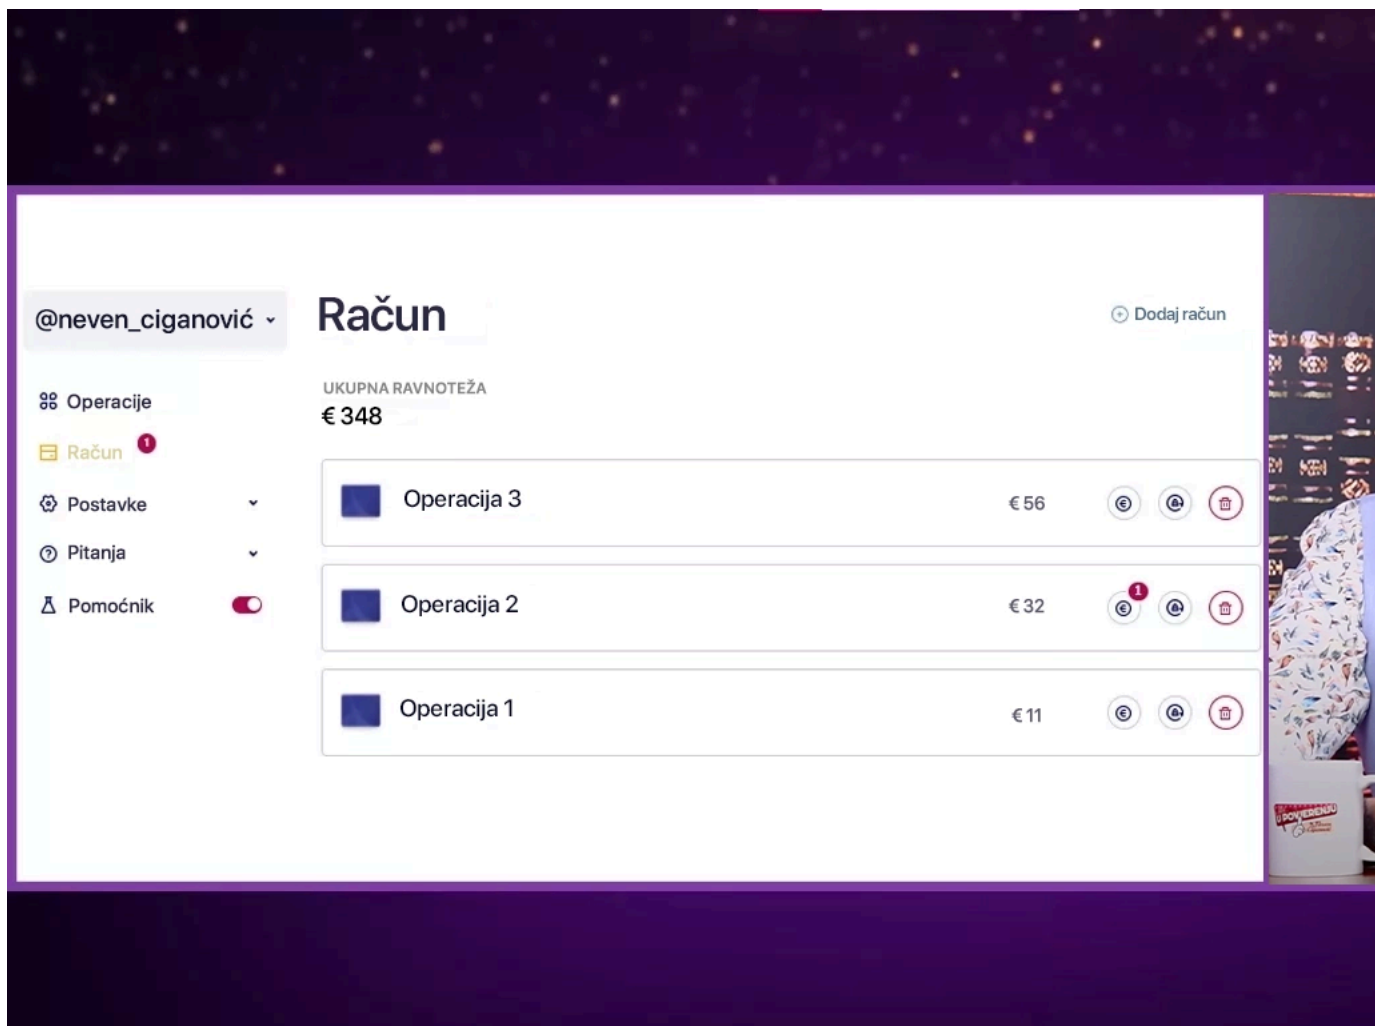 @neven_ciganović
Račun
Dodaj račun
Operacije
Račun 1
Postavke
Pitanja
Pomoćnik
UKUPNA RAVNOTEŽA
€ 348
Operacija 3
€ 56
Operacija 2
€ 32
1
Operacija 1
€ 11
U POVJERENJU